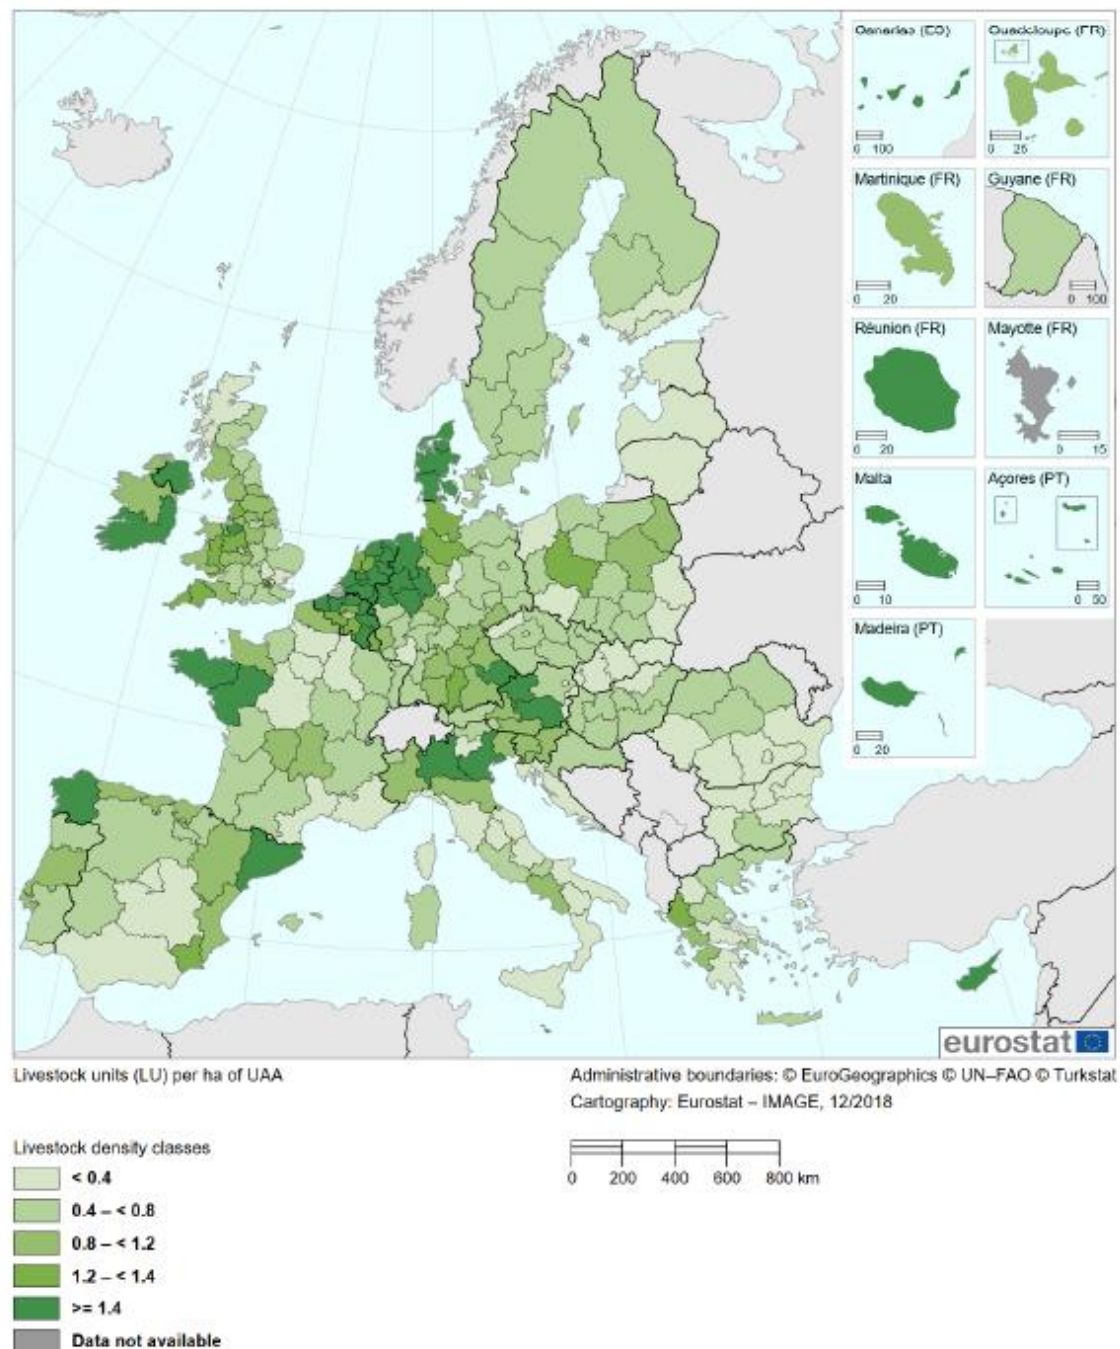 Canarias (ES)
Guadeloupe (FR)
0 100
0 25
Martinique (FR)
Guyane (FR)
0 20
0 100
Réunion (FR)
Mayotte (FR)
0 20
0 15
Malta
Açores (PT)
0 10
0 50
Madeira (PT)
0 20
eurostat
Livestock units (LU) per ha of UAA
Administrative boundaries: © EuroGeographics © UN–FAO © Turkstat
Cartography: Eurostat – IMAGE, 12/2018
Livestock density classes
< 0.4
0.4 – < 0.8
0.8 – < 1.2
1.2 – < 1.4
>= 1.4
Data not available
0 200 400 600 800 km